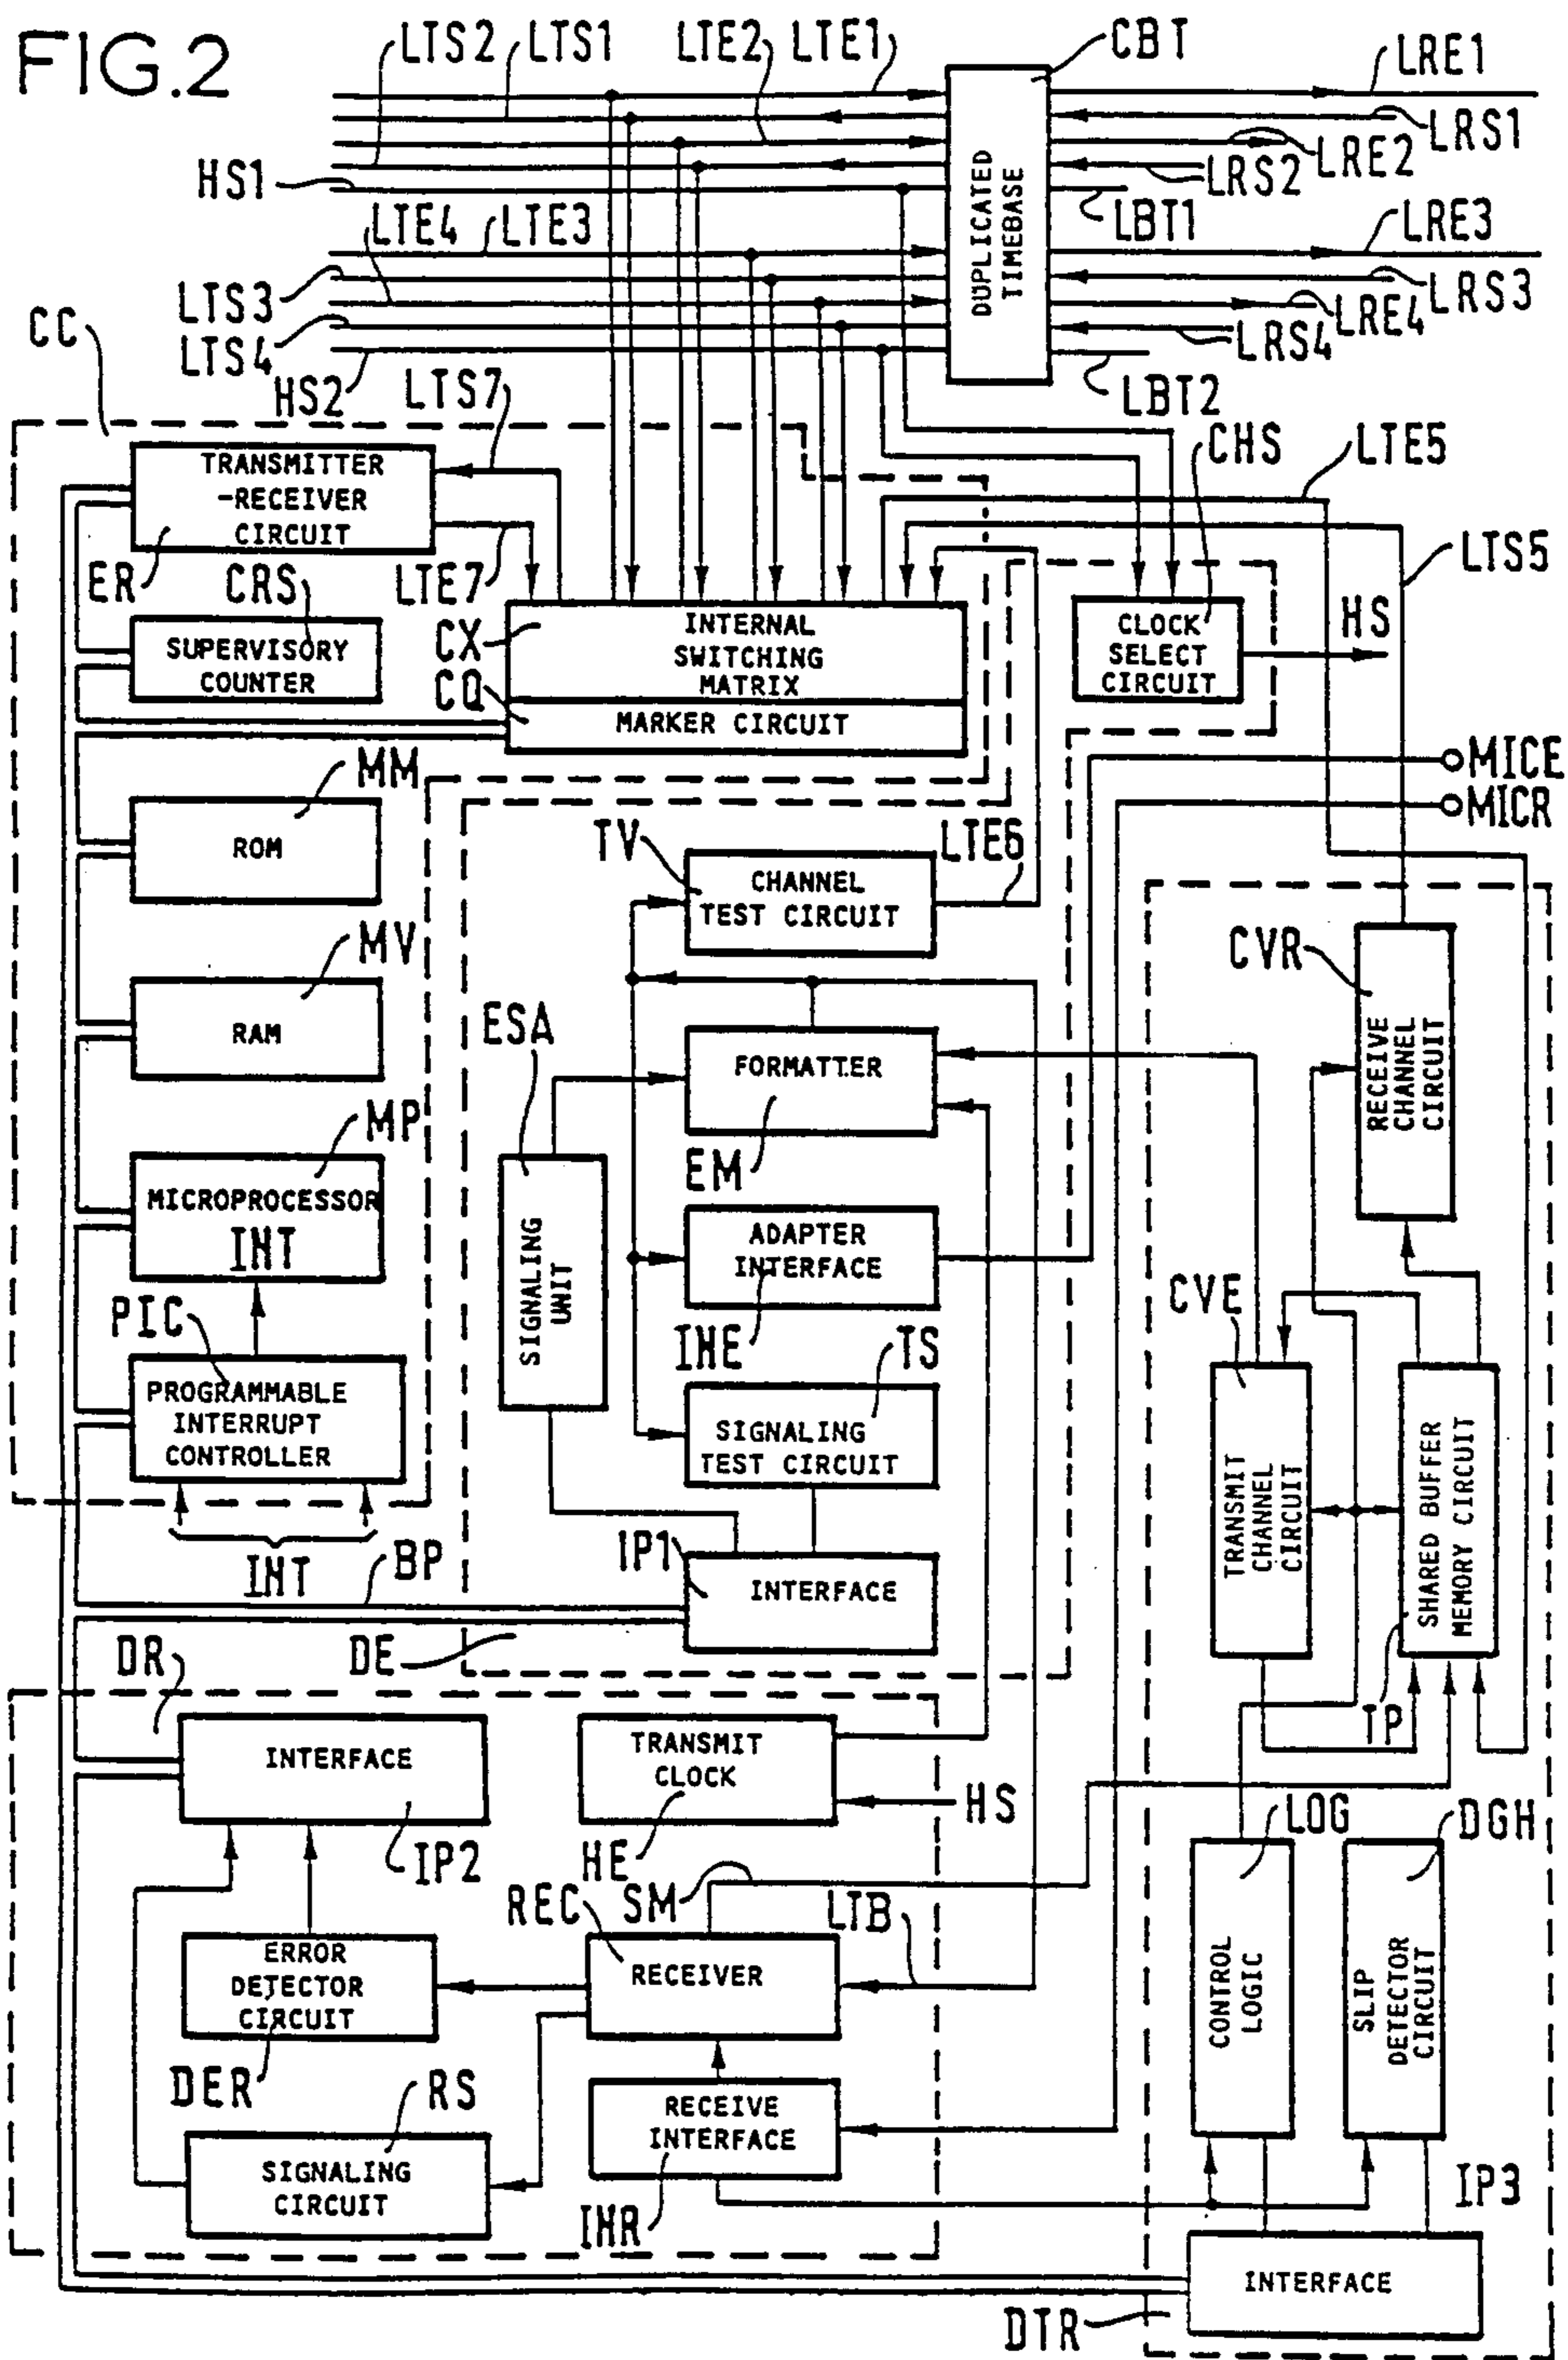 FIG.2
LTS2 LTS1 LTE2 LTE1 CBT LRE1
LRS1
LRE2
LRS2
HS1
DUPLICATED
TIMEBASE
LBT1
LTE4 LTE3 LRE3
LTS3 LRS3
LRE4
CC LTS4 LRS4
HS2 LBT2
LTS7
CHS LTE5
TRANSMITTER
-RECEIVER
CIRCUIT
LTS5
ER CRS LTE7
HS
CX INTERNAL
SWITCHING
MATRIX
CLOCK
SELECT
CIRCUIT
SUPERVISORY
COUNTER
CQ MARKER CIRCUIT
MM MICE
MICR
ROM
TV LTE6
CHANNEL
TEST CIRCUIT
MV
CVR
RECEIVE
CHANNEL
CIRCUIT
RAM
ESA
FORMATTER
MP
EM
MICROPROCESSOR
INT
SIGNALING
UNIT
ADAPTER
INTERFACE
PIC
INE TS
CVE
PROGRAMMABLE
INTERRUPT
CONTROLLER
SIGNALING
TEST CIRCUIT
TRANSMIT
CHANNEL
CIRCUIT
SHARED BUFFER
MEMORY CIRCUIT
INT BP IP1
INTERFACE
DR DE
TP
INTERFACE
TRANSMIT
CLOCK
HS
LOG DGH
IP2 HE
REC SM LTB
ERROR
DETECTOR
CIRCUIT
RECEIVER
CONTROL
LOGIC
SLIP
DETECTOR
CIRCUIT
DER RS
RECEIVE
INTERFACE
SIGNALING
CIRCUIT
IHR
IP3
INTERFACE
DTR